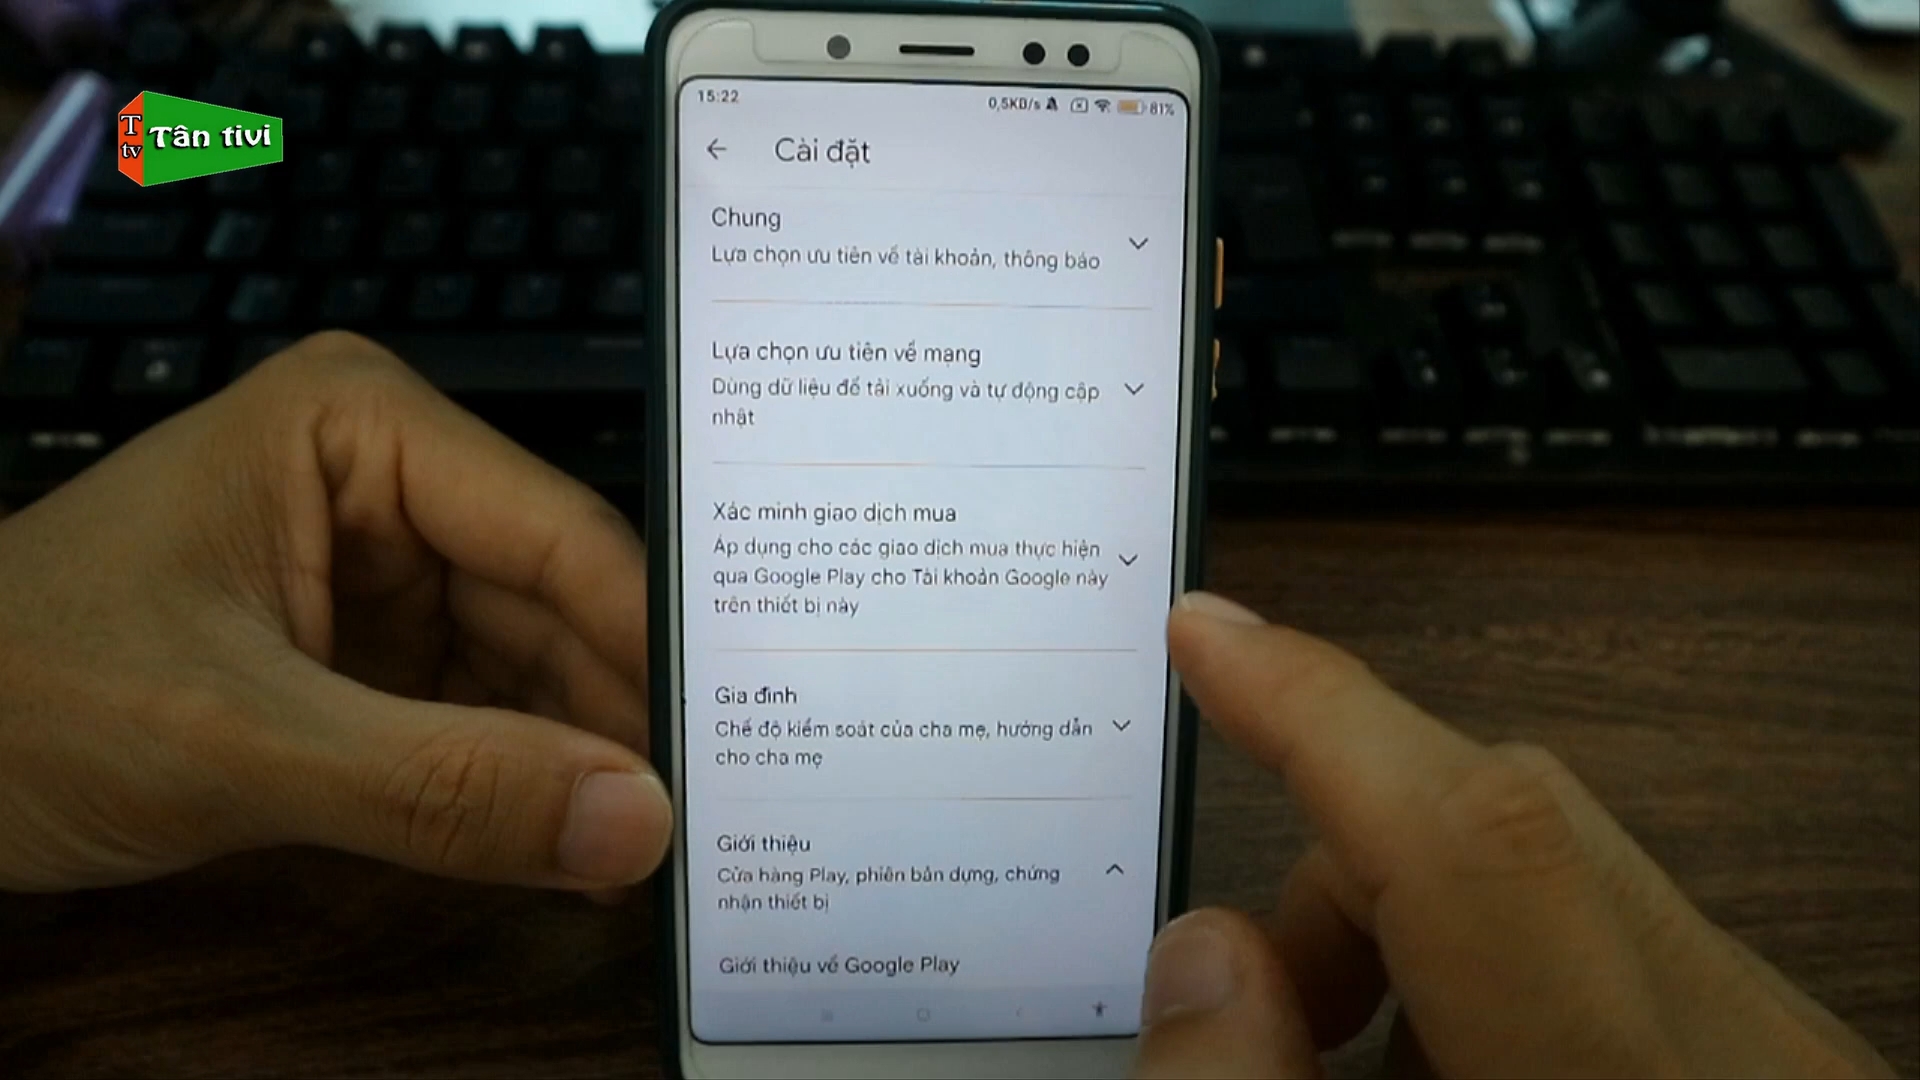 T
tv
Tân tivi
15:22
0,5KB/s
81%
Cài đặt
Chung
Lựa chọn ưu tiên về tài khoản, thông báo
Lựa chọn ưu tiên về mạng
Dùng dữ liệu để tải xuống và tự động cập
nhật
Xác minh giao dịch mua
Áp dụng cho các giao dịch mua thực hiện
qua Google Play cho Tài khoản Google này
trên thiết bị này
Gia đình
Chế độ kiểm soát của cha mẹ, hướng dẫn
cho cha mẹ
Giới thiệu
Cửa hàng Play, phiên bản dựng, chứng
nhận thiết bị
Giới thiệu về Google Play